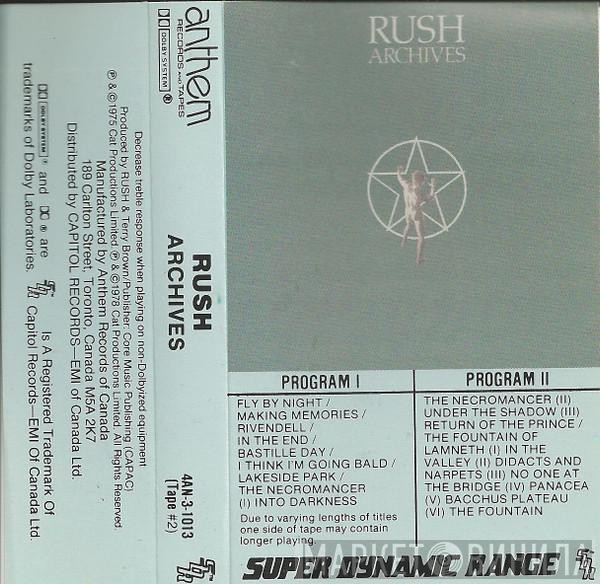 RUSH
ARCHIVES
PROGRAM I
FLY BY NIGHT /
MAKING MEMORIES /
RIVENDELL /
IN THE END /
BASTILLE DAY /
I THINK I'M GOING BALD /
LAKESIDE PARK /
THE NECROMANCER
(I) INTO DARKNESS
Due to varying lengths of titles
one side of tape may contain
longer playing.
PROGRAM II
THE NECROMANCER (II)
UNDER THE SHADOW (III)
RETURN OF THE PRINCE /
THE FOUNTAIN OF
LAMNETH (I) IN THE
VALLEY (II) DIDACTS AND
NARPETS (III) NO ONE AT
THE BRIDGE (IV) PANACEA
(V) BACCHUS PLATEAU
(VI) THE FOUNTAIN
SUPER DYNAMIC RANGE SDR
МАРКЕТ ВИНИЛА
anthem
RECORDS AND TAPES
DOLBY SYSTEM ®
RUSH
ARCHIVES
4AN-3-1013
(Tape #2)
SDR
Decrease treble response when playing on non-Dolbyized equipment
Produced by RUSH & Terry Brown/Publisher: Core Music Publishing (CAPAC)
℗ & ©1975 Cat Productions Limited ℗ & ©1978 Cat Productions Limited. All Rights Reserved.
Manufactured by Anthem Records of Canada
189 Carlton Street, Toronto, Canada M5A 2K7
Distributed by CAPITOL RECORDS—EMI of Canada Ltd.
DOLBY SYSTEM ® and ® are
trademarks of Dolby Laboratories.
SDR Is A Registered Trademark Of
Capitol Records—EMI Of Canada Ltd.